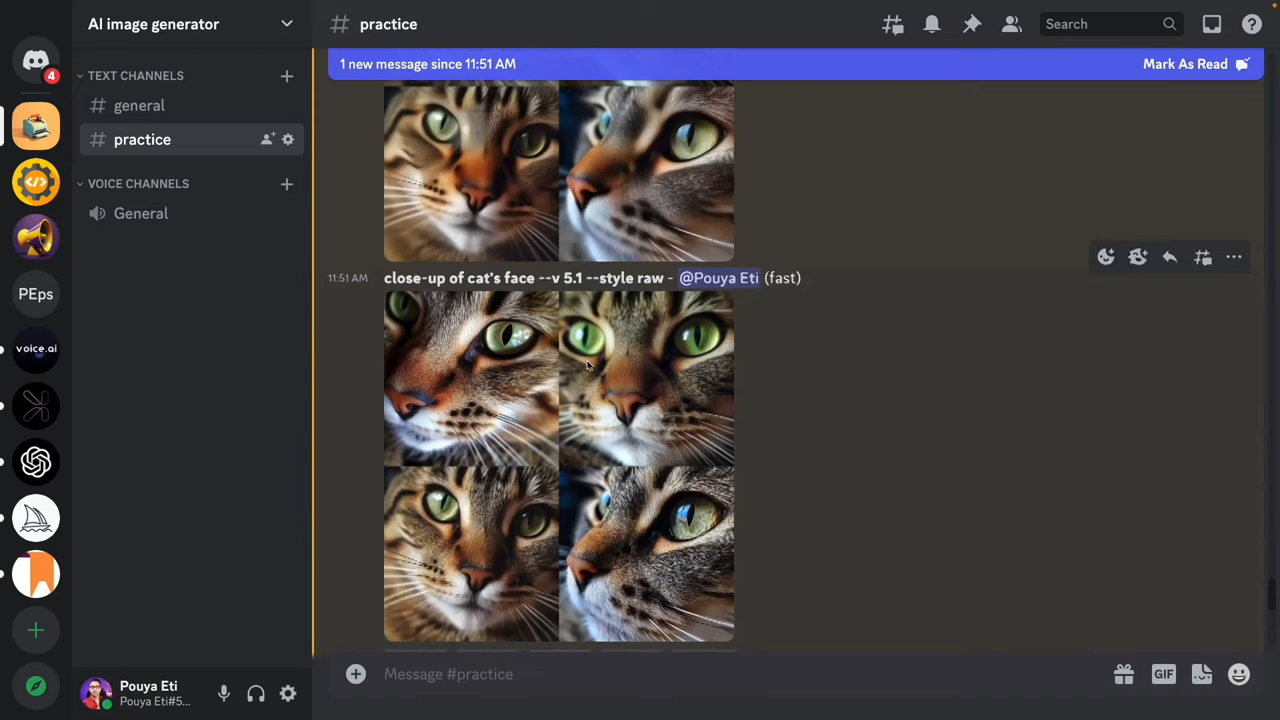 AI image generator
# practice
Search
1 new message since 11:51 AM
Mark As Read
4
TEXT CHANNELS
# general
# practice
VOICE CHANNELS
General
PEps
voice.ai
11:51 AM
close-up of cat's face --v 5.1 --style raw - @Pouya Eti (fast)
Message #practice
GIF
Pouya Eti
Pouya Eti#5...